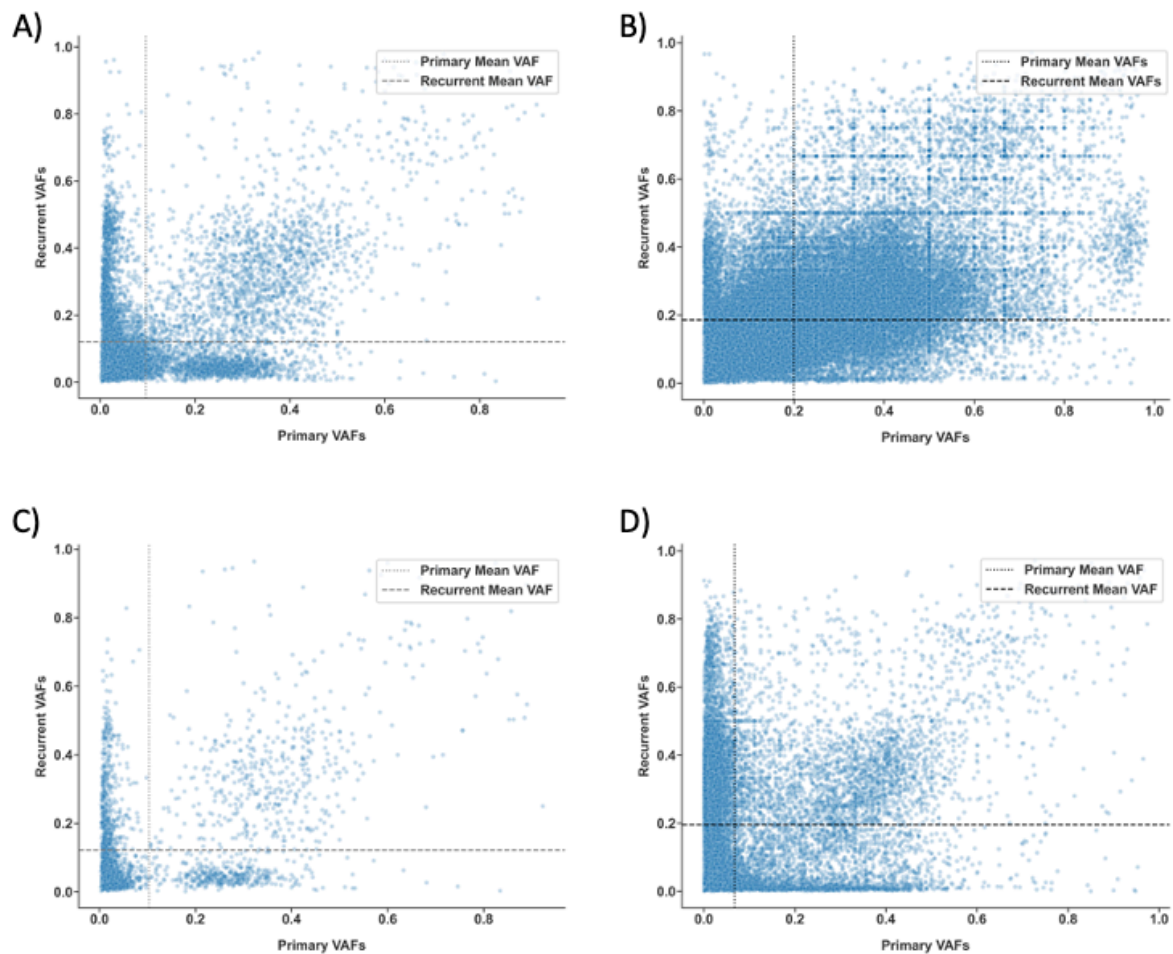 A)
1.0
0.8
0.6
0.4
0.2
0.0
Recurrent VAFs
Primary Mean VAF
Recurrent Mean VAF
0.0 0.2 0.4 0.6 0.8
Primary VAFs
B)
1.0
0.8
0.6
0.4
0.2
0.0
Recurrent VAFs
Primary Mean VAFs
Recurrent Mean VAFs
0.0 0.2 0.4 0.6 0.8 1.0
Primary VAFs
C)
1.0
0.8
0.6
0.4
0.2
0.0
Recurrent VAFs
Primary Mean VAF
Recurrent Mean VAF
0.0 0.2 0.4 0.6 0.8
Primary VAFs
D)
1.0
0.8
0.6
0.4
0.2
0.0
Recurrent VAFs
Primary Mean VAF
Recurrent Mean VAF
0.0 0.2 0.4 0.6 0.8 1.0
Primary VAFs